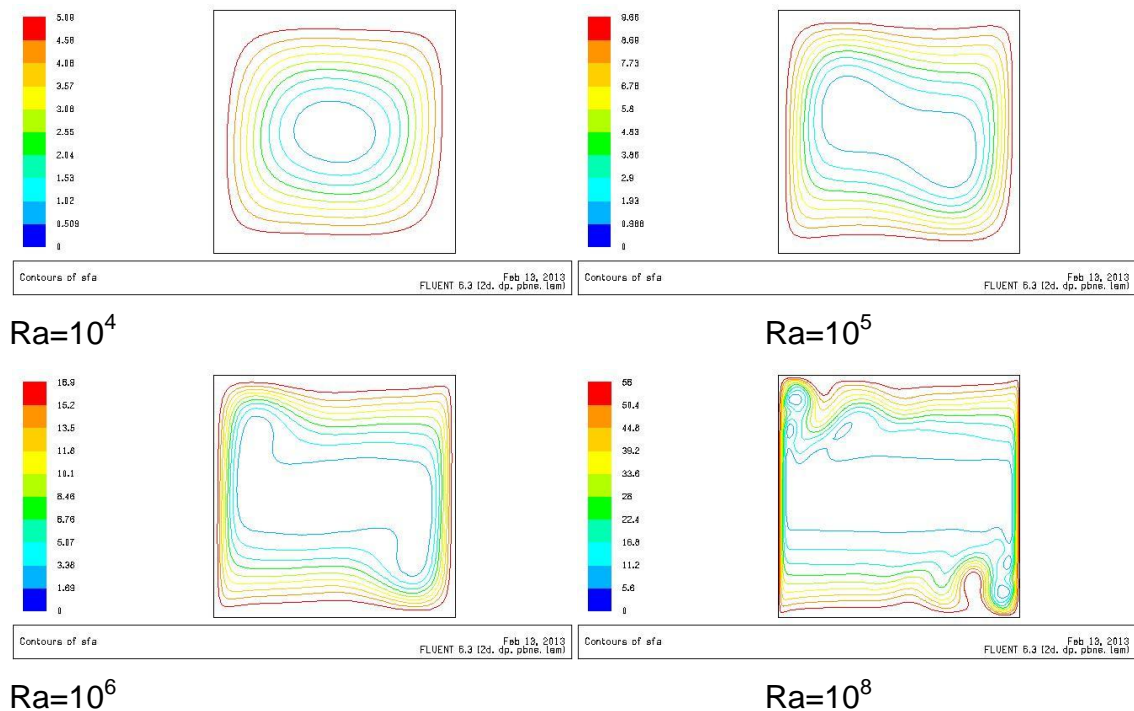 5.09
4.58
4.08
3.57
3.06
2.55
2.04
1.53
1.02
0.509
0
Contours of sfa
Feb 13, 2013
FLUENT 6.3 (2d, dp, pbns, lam)
Ra=10^4
9.66
8.69
7.73
6.76
5.8
4.83
3.86
2.9
1.93
0.966
0
Contours of sfa
Feb 13, 2013
FLUENT 6.3 (2d, dp, pbns, lam)
Ra=10^5
16.9
15.2
13.5
11.8
10.1
8.46
6.76
5.07
3.38
1.69
0
Contours of sfa
Feb 13, 2013
FLUENT 6.3 (2d, dp, pbns, lam)
Ra=10^6
56
50.4
44.8
39.2
33.6
28
22.4
16.8
11.2
5.6
0
Contours of sfa
Feb 13, 2013
FLUENT 6.3 (2d, dp, pbns, lam)
Ra=10^8